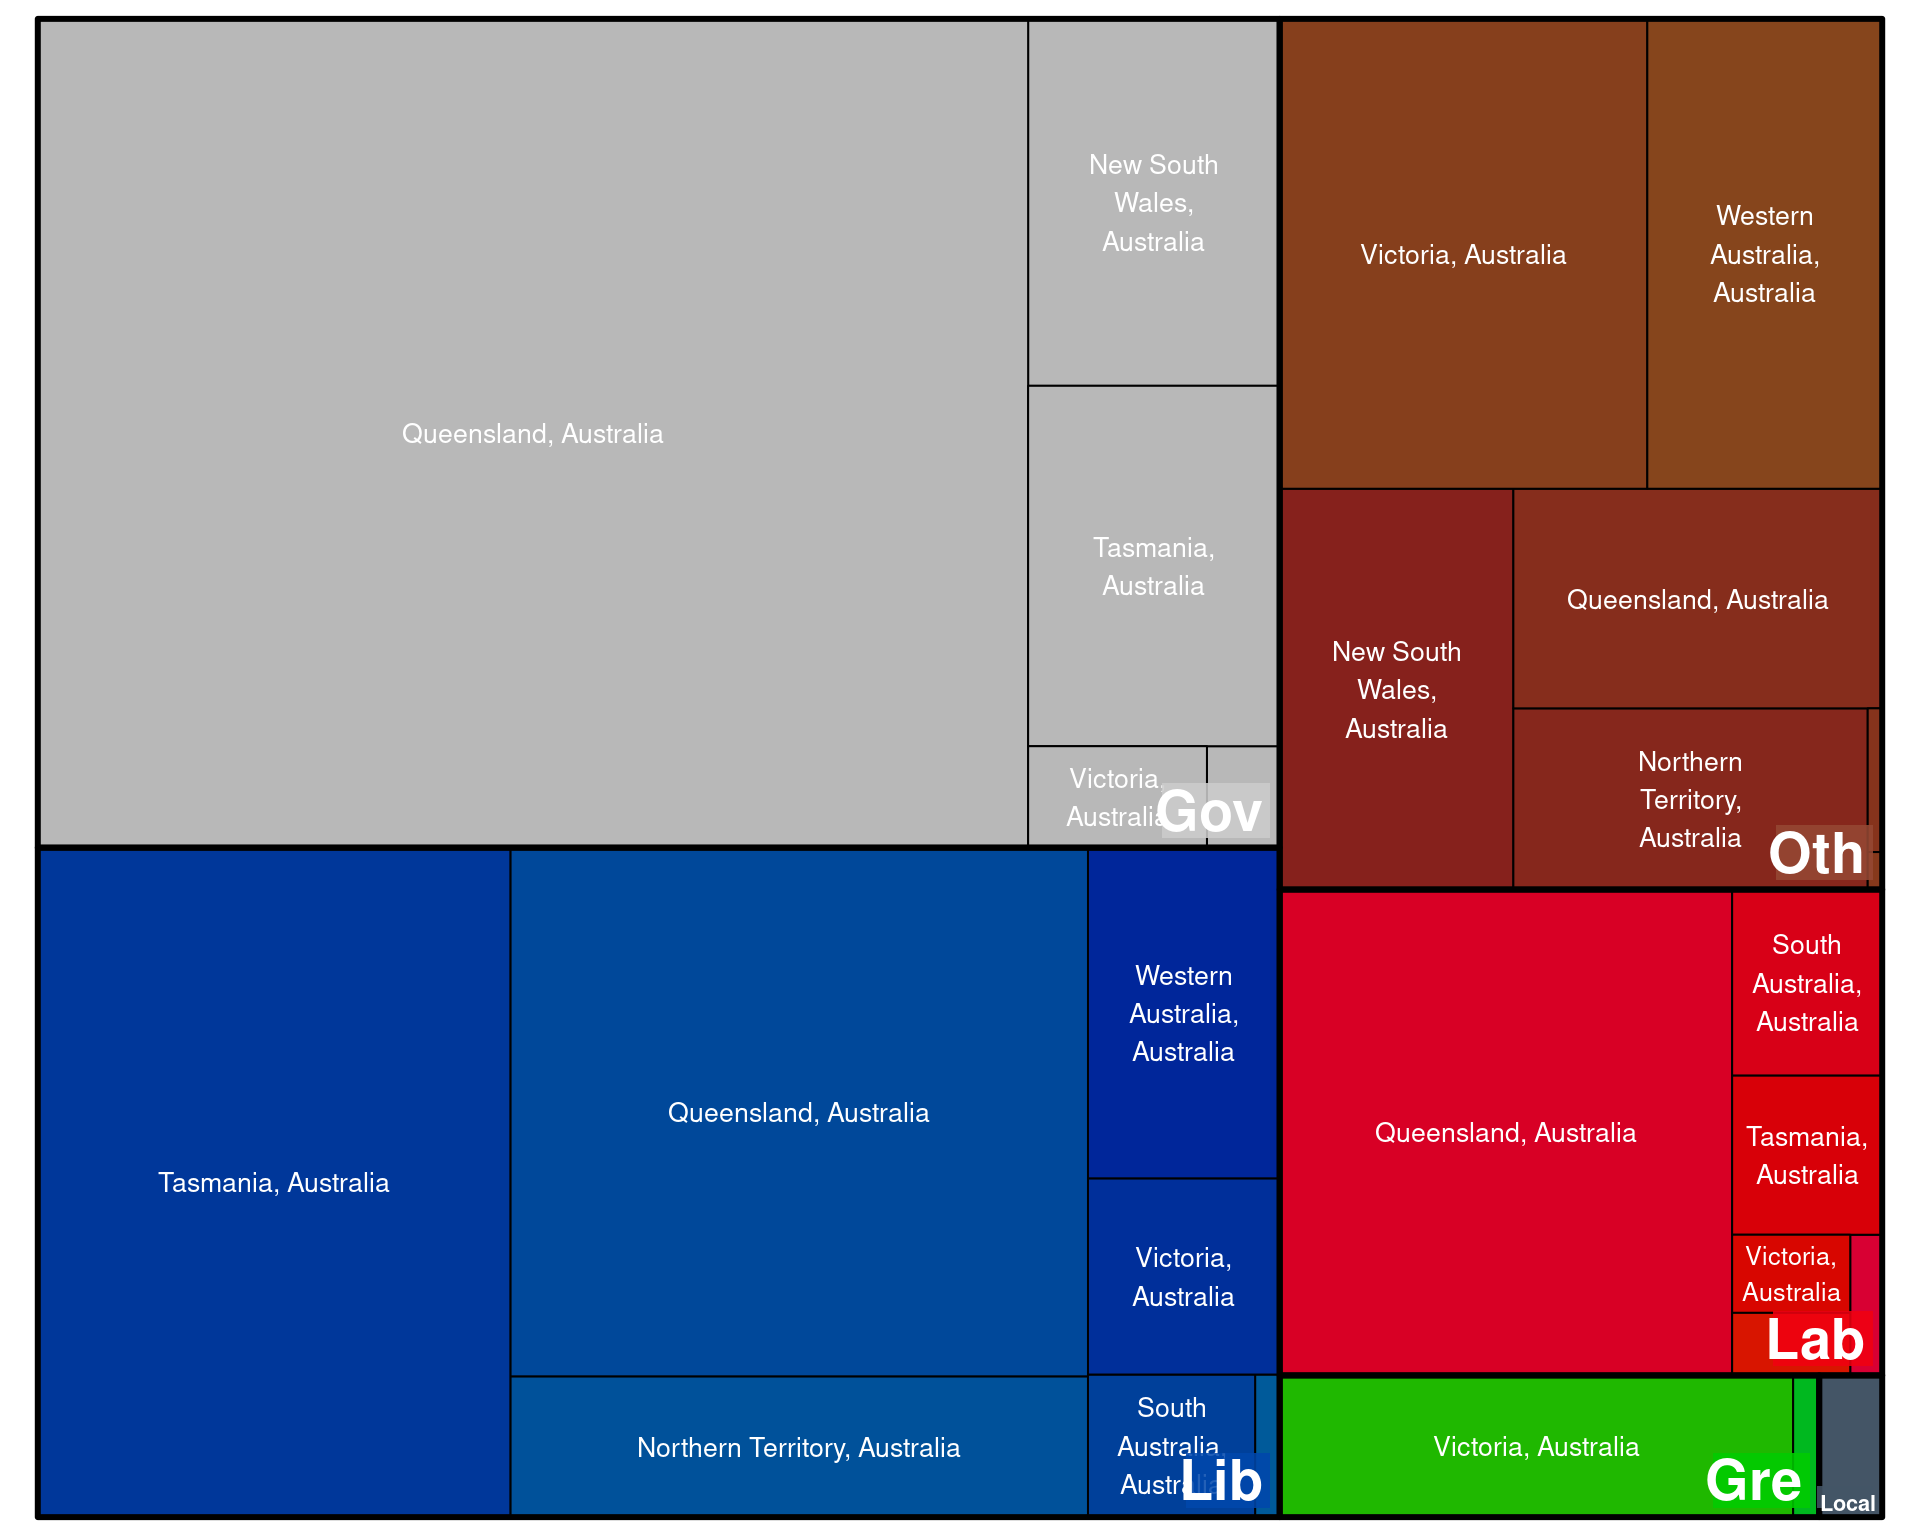 Queensland, Australia
New South
Wales,
Australia
Tasmania,
Australia
Victoria,
Australia
Gov
Victoria, Australia
Western
Australia,
Australia
New South
Wales,
Australia
Queensland, Australia
Northern
Territory,
Australia
Oth
Tasmania, Australia
Queensland, Australia
Northern Territory, Australia
Western
Australia,
Australia
Victoria,
Australia
South
Australia,
Australia
Lib
Queensland, Australia
South
Australia,
Australia
Tasmania,
Australia
Victoria,
Australia
Lab
Victoria, Australia
Gre
Local